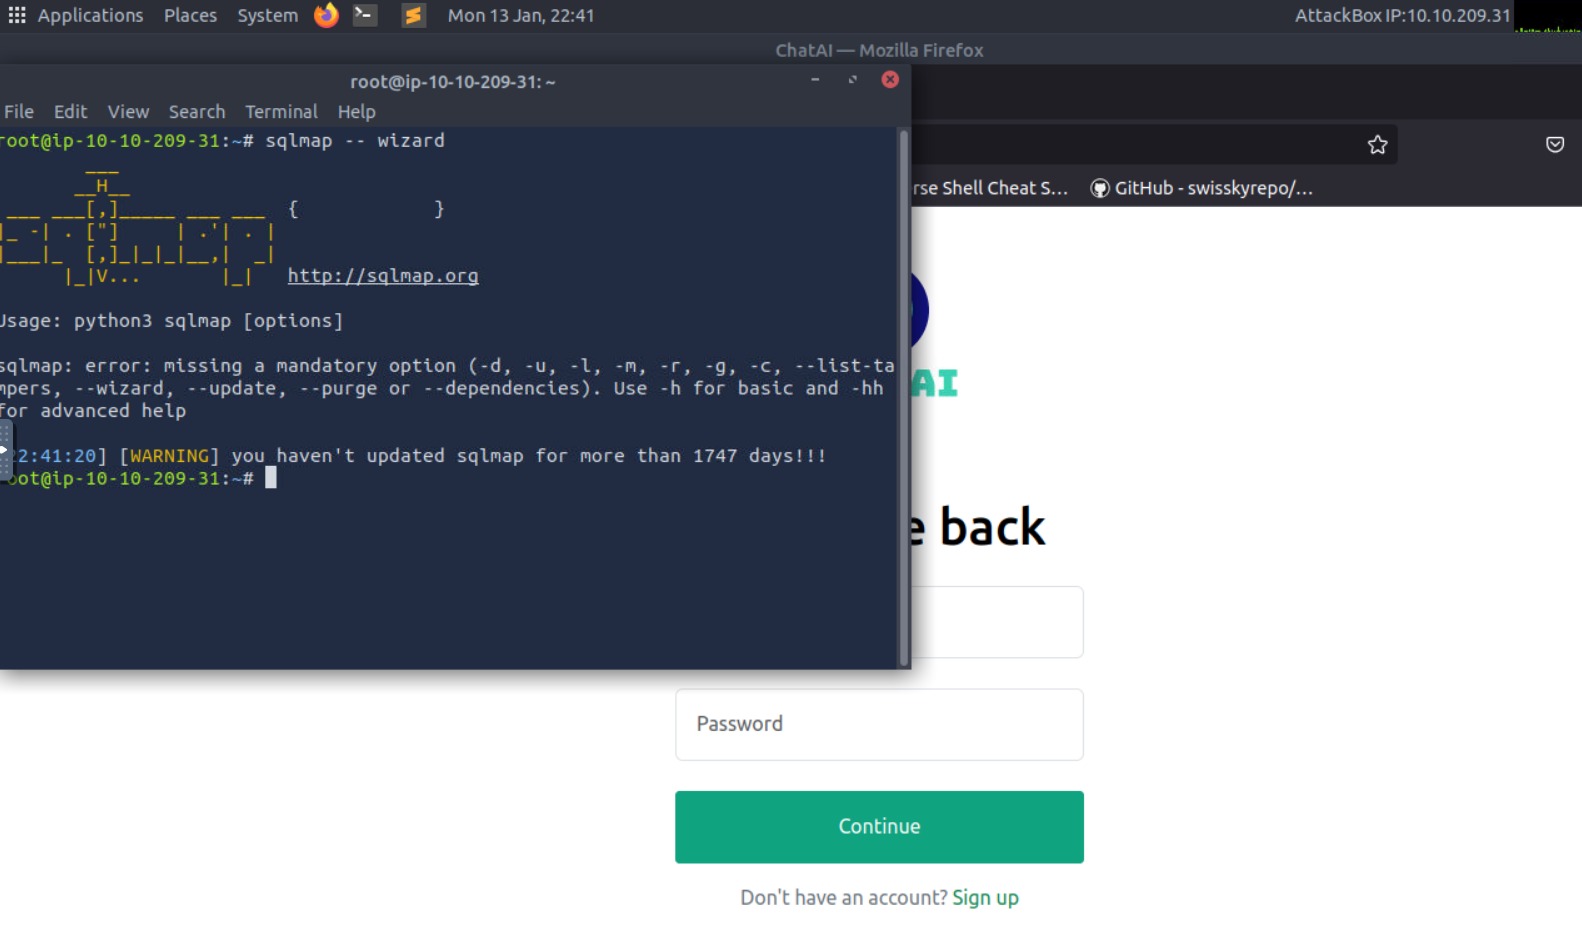 Applications Places System Mon 13 Jan, 22:41 AttackBox IP:10.10.209.31
ChatAI — Mozilla Firefox
root@ip-10-10-209-31: ~
File Edit View Search Terminal Help
root@ip-10-10-209-31:~# sqlmap -- wizard
rse Shell Cheat S… GitHub - swisskyrepo/…
        ___
       __H__
 ___ ___[,]_____ ___ ___  {            }
|_ -| . ["]     | .'| . |
|___|_  [,]_|_|_|__,|  _|
      |_|V...       |_|   http://sqlmap.org
Usage: python3 sqlmap [options]
sqlmap: error: missing a mandatory option (-d, -u, -l, -m, -r, -g, -c, --list-ta
mpers, --wizard, --update, --purge or --dependencies). Use -h for basic and -hh
for advanced help
2:41:20] [WARNING] you haven't updated sqlmap for more than 1747 days!!!
oot@ip-10-10-209-31:~#
AI
e back
Password
Continue
Don't have an account? Sign up